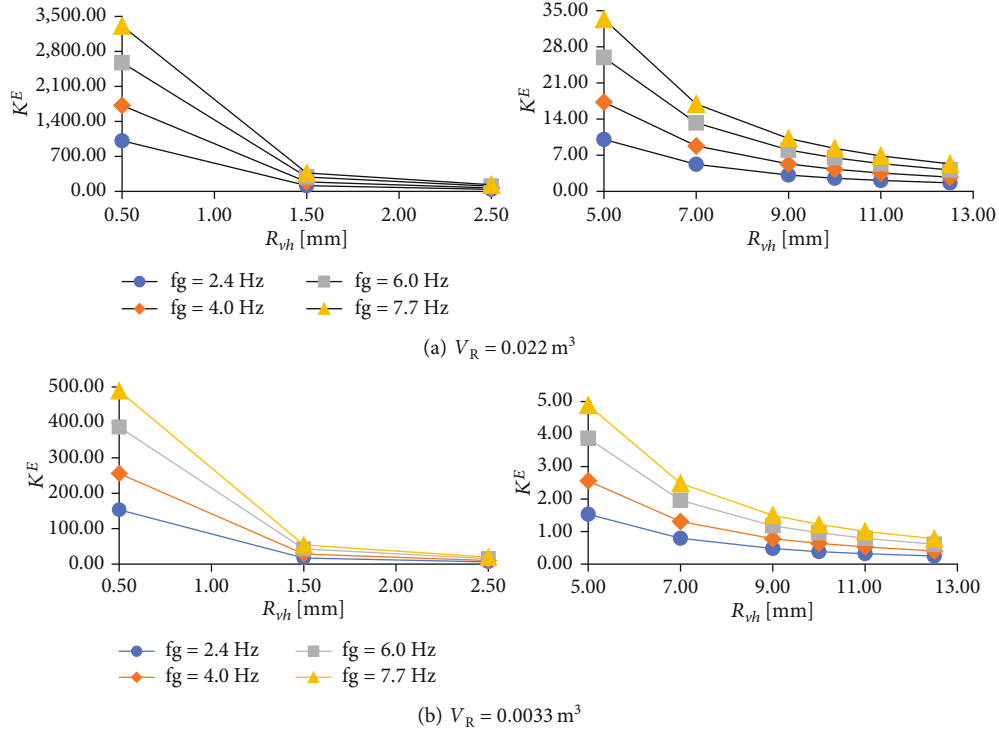 3,500.00
2,800.00
2,100.00
1,400.00
700.00
0.00
K^E
0.50 1.00 1.50 2.00 2.50
R_vh [mm]
35.00
28.00
21.00
14.00
7.00
0.00
K^E
5.00 7.00 9.00 11.00 13.00
R_vh [mm]
fg = 2.4 Hz fg = 6.0 Hz
fg = 4.0 Hz fg = 7.7 Hz
(a) V_R = 0.022 m³
500.00
400.00
300.00
200.00
100.00
0.00
K^E
0.50 1.00 1.50 2.00 2.50
R_vh [mm]
5.00
4.00
3.00
2.00
1.00
0.00
K^E
5.00 7.00 9.00 11.00 13.00
R_vh [mm]
fg = 2.4 Hz fg = 6.0 Hz
fg = 4.0 Hz fg = 7.7 Hz
(b) V_R = 0.0033 m³